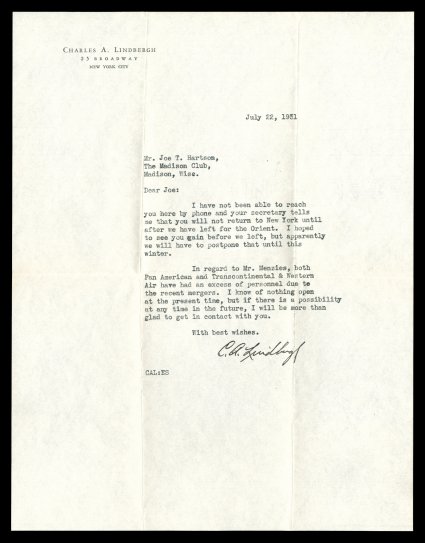 CHARLES A. LINDBERGH
25 BROADWAY
NEW YORK CITY
July 22, 1931
Mr. Joe T. Hartson,
The Madison Club,
Madison, Wisc.
Dear Joe:
I have not been able to reach
you here by phone and your secretary tells
me that you will not return to New York until
after we have left for the Orient. I hoped
to see you again before we left, but apparently
we will have to postpone that until this
winter.
In regard to Mr. Menzies, both
Pan American and Transcontinental & Western
Air have had an excess of personnel due to
the recent mergers. I know of nothing open
at the present time, but if there is a possibility
at any time in the future, I will be more than
glad to get in contact with you.
With best wishes.
C.A. Lindbergh
CAL:ES